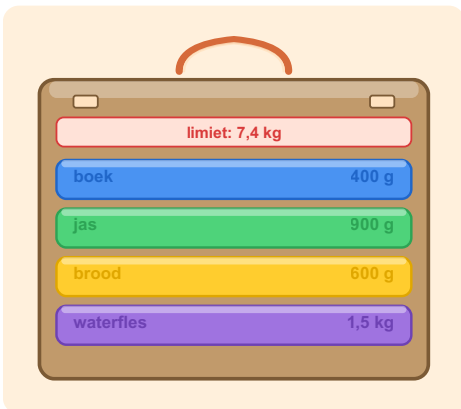 limiet: 7,4 kg
boek 400 g
jas 900 g
brood 600 g
waterfles 1,5 kg